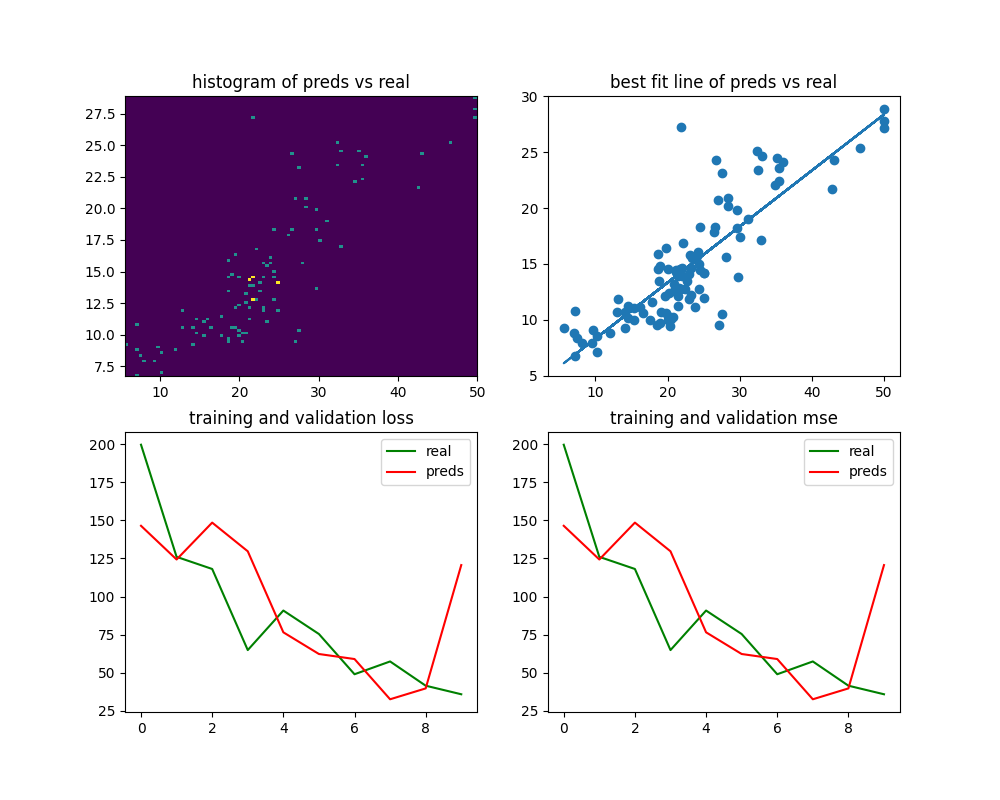 histogram of preds vs real
27.5
25.0
22.5
20.0
17.5
15.0
12.5
10.0
7.5
10 20 30 40 50
best fit line of preds vs real
30
25
20
15
10
5
10 20 30 40 50
training and validation loss
200
175
150
125
100
75
50
25
0 2 4 6 8
real
preds
training and validation mse
200
175
150
125
100
75
50
25
0 2 4 6 8
real
preds